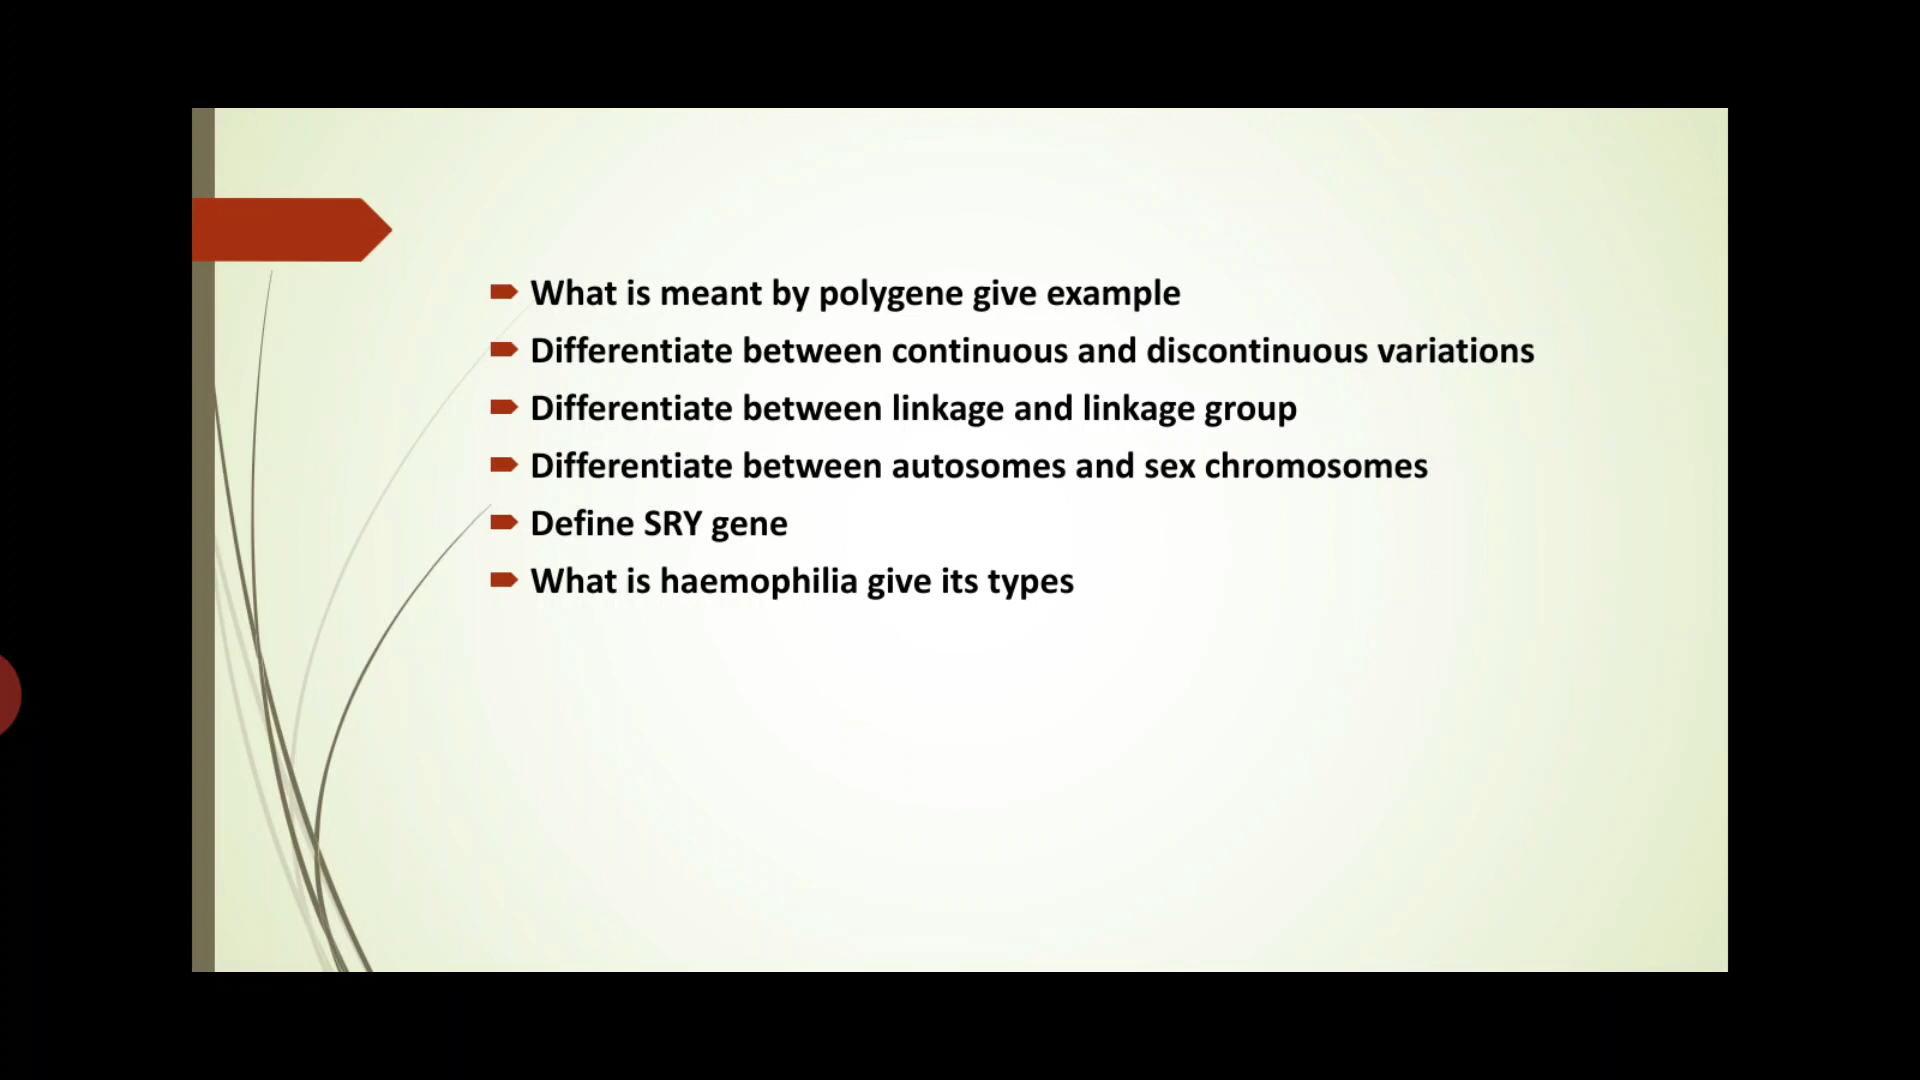 What is meant by polygene give example
Differentiate between continuous and discontinuous variations
Differentiate between linkage and linkage group
Differentiate between autosomes and sex chromosomes
Define SRY gene
What is haemophilia give its types